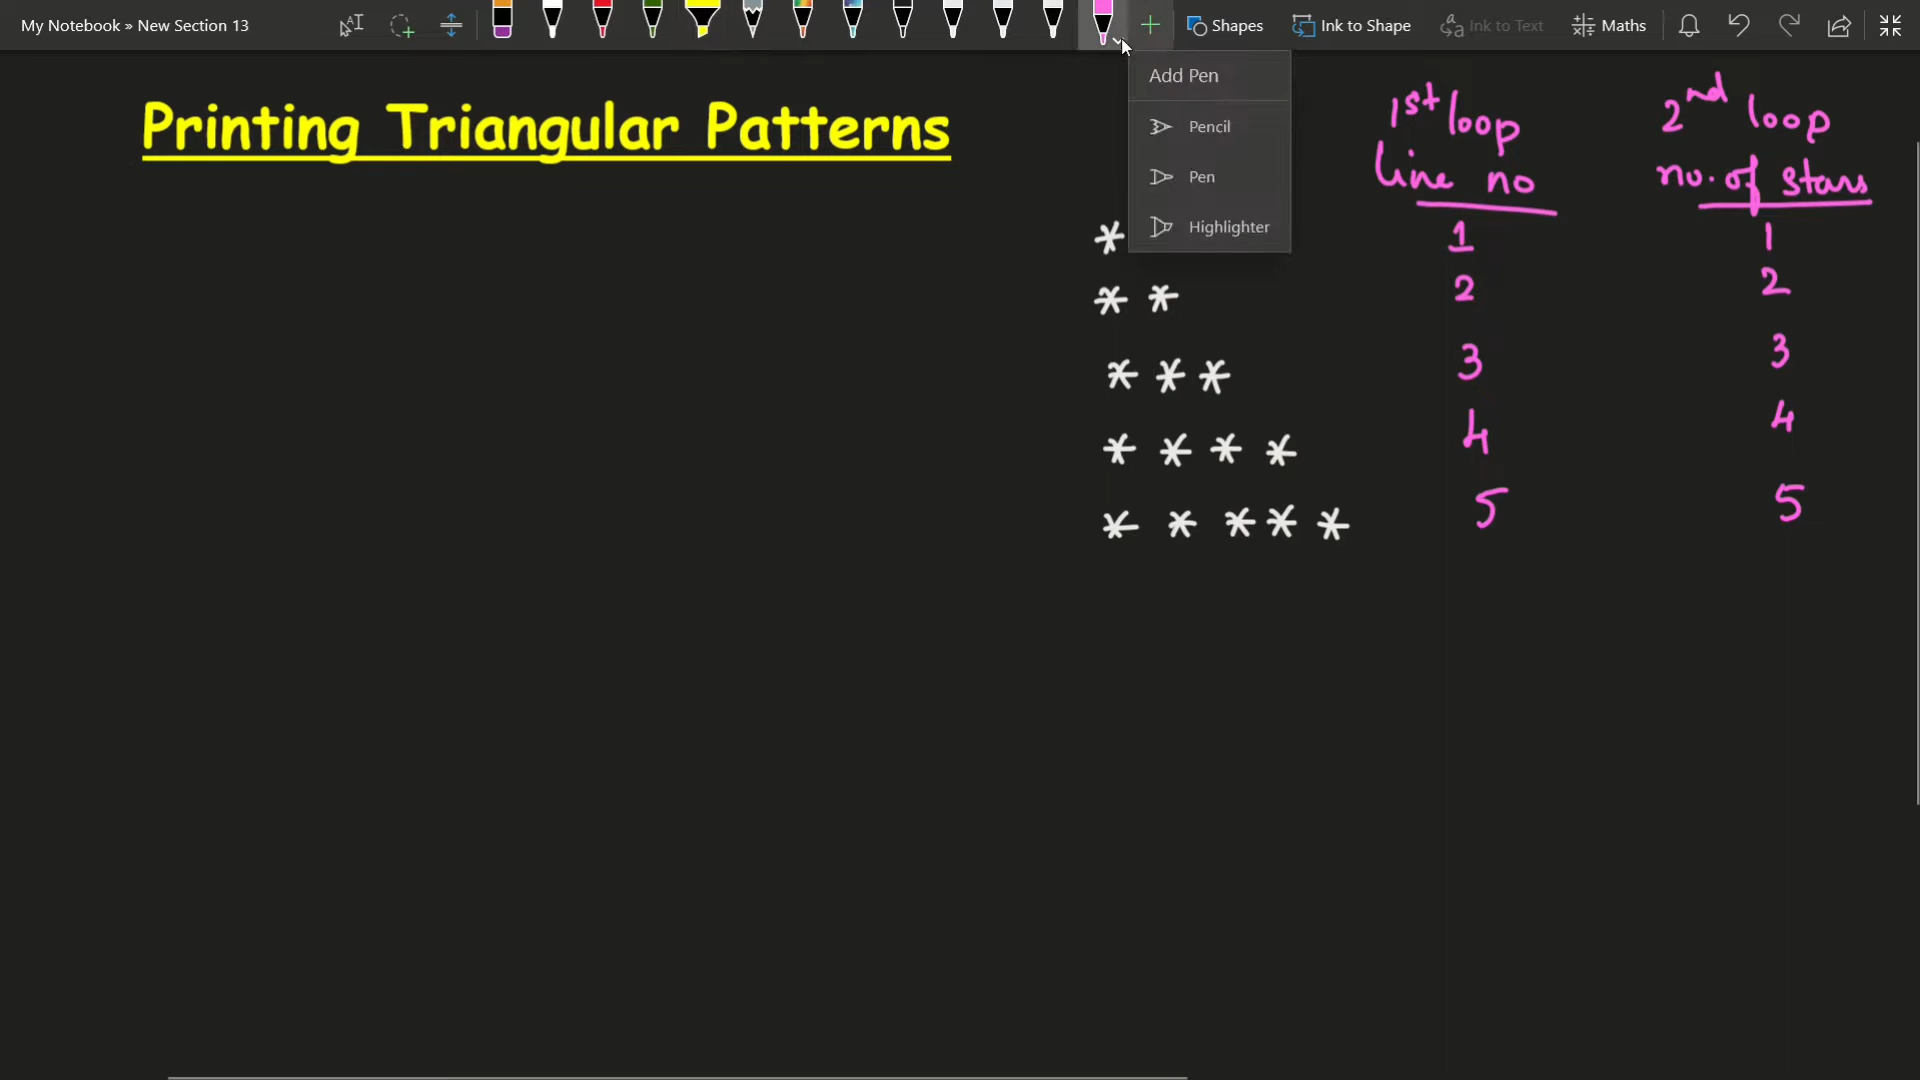 My Notebook » New Section 13
Shapes
Ink to Shape
Ink to Text
Maths
Add Pen
Pencil
Pen
Highlighter
Printing Triangular Patterns
1st loop
line no
2nd loop
no. of stars
* 1 1
* * 2 2
* * * 3 3
* * * * 4 4
* * * * * 5 5